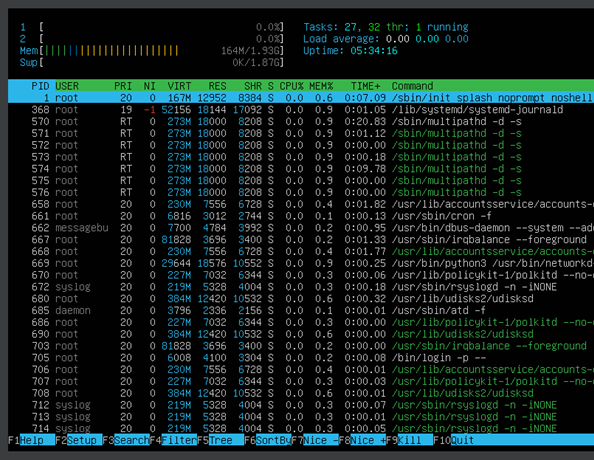 1 [ 0.0%] Tasks: 27, 32 thr; 1 running
2 [ 0.0%] Load average: 0.00 0.00 0.00
Mem[|||||||||||||||||||||||| 164M/1.93G] Uptime: 05:34:16
Swp[ 0K/1.87G]
PID USER PRI NI VIRT RES SHR S CPU% MEM% TIME+ Command
1 root 20 0 167M 12952 8384 S 0.0 0.6 0:07.09 /sbin/init splash noprompt noshell
368 root 19 -1 52156 18144 17092 S 0.0 0.9 0:01.05 /lib/systemd/systemd-journald
570 root RT 0 273M 18000 8208 S 0.0 0.9 0:20.83 /sbin/multipathd -d -s
571 root RT 0 273M 18000 8208 S 0.0 0.9 0:01.12 /sbin/multipathd -d -s
572 root RT 0 273M 18000 8208 S 0.0 0.9 0:00.00 /sbin/multipathd -d -s
573 root RT 0 273M 18000 8208 S 0.0 0.9 0:00.18 /sbin/multipathd -d -s
574 root RT 0 273M 18000 8208 S 0.0 0.9 0:09.78 /sbin/multipathd -d -s
575 root RT 0 273M 18000 8208 S 0.0 0.9 0:00.00 /sbin/multipathd -d -s
576 root RT 0 273M 18000 8208 S 0.0 0.9 0:00.00 /sbin/multipathd -d -s
658 root 20 0 230M 7556 6728 S 0.0 0.4 0:01.82 /usr/lib/accountsservice/accounts-
661 root 20 0 6816 3012 2744 S 0.0 0.1 0:00.13 /usr/sbin/cron -f
662 messagebu 20 0 7700 4784 3992 S 0.0 0.2 0:00.95 /usr/bin/dbus-daemon --system --ad
667 root 20 0 81828 3696 3400 S 0.0 0.2 0:01.33 /usr/sbin/irqbalance --foreground
668 root 20 0 230M 7556 6728 S 0.0 0.4 0:01.77 /usr/lib/accountsservice/accounts-
669 root 20 0 29644 18576 10552 S 0.0 0.9 0:00.25 /usr/bin/python3 /usr/bin/networkd
670 root 20 0 227M 7032 6344 S 0.0 0.3 0:00.06 /usr/lib/policykit-1/polkitd --no-
672 syslog 20 0 219M 5328 4004 S 0.0 0.3 0:00.18 /usr/sbin/rsyslogd -n -iNONE
680 root 20 0 384M 12420 10532 S 0.0 0.6 0:00.32 /usr/lib/udisks2/udisksd
685 daemon 20 0 3796 2336 2156 S 0.0 0.1 0:00.01 /usr/sbin/atd -f
686 root 20 0 227M 7032 6344 S 0.0 0.3 0:00.00 /usr/lib/policykit-1/polkitd --no-
690 root 20 0 384M 12420 10532 S 0.0 0.6 0:00.00 /usr/lib/udisks2/udisksd
703 root 20 0 81828 3696 3400 S 0.0 0.2 0:00.00 /usr/sbin/irqbalance --foreground
705 root 20 0 6008 4100 3304 S 0.0 0.2 0:00.08 /bin/login -p --
706 root 20 0 230M 7556 6728 S 0.0 0.4 0:00.01 /usr/lib/accountsservice/accounts-
707 root 20 0 227M 7032 6344 S 0.0 0.3 0:00.03 /usr/lib/policykit-1/polkitd --no-
708 root 20 0 384M 12420 10532 S 0.0 0.6 0:00.01 /usr/lib/udisks2/udisksd
712 syslog 20 0 219M 5328 4004 S 0.0 0.3 0:00.07 /usr/sbin/rsyslogd -n -iNONE
713 syslog 20 0 219M 5328 4004 S 0.0 0.3 0:00.01 /usr/sbin/rsyslogd -n -iNONE
714 syslog 20 0 219M 5328 4004 S 0.0 0.3 0:00.05 /usr/sbin/rsyslogd -n -iNONE
F1Help F2Setup F3SearchF4FilterF5Tree F6SortByF7Nice -F8Nice +F9Kill F10Quit